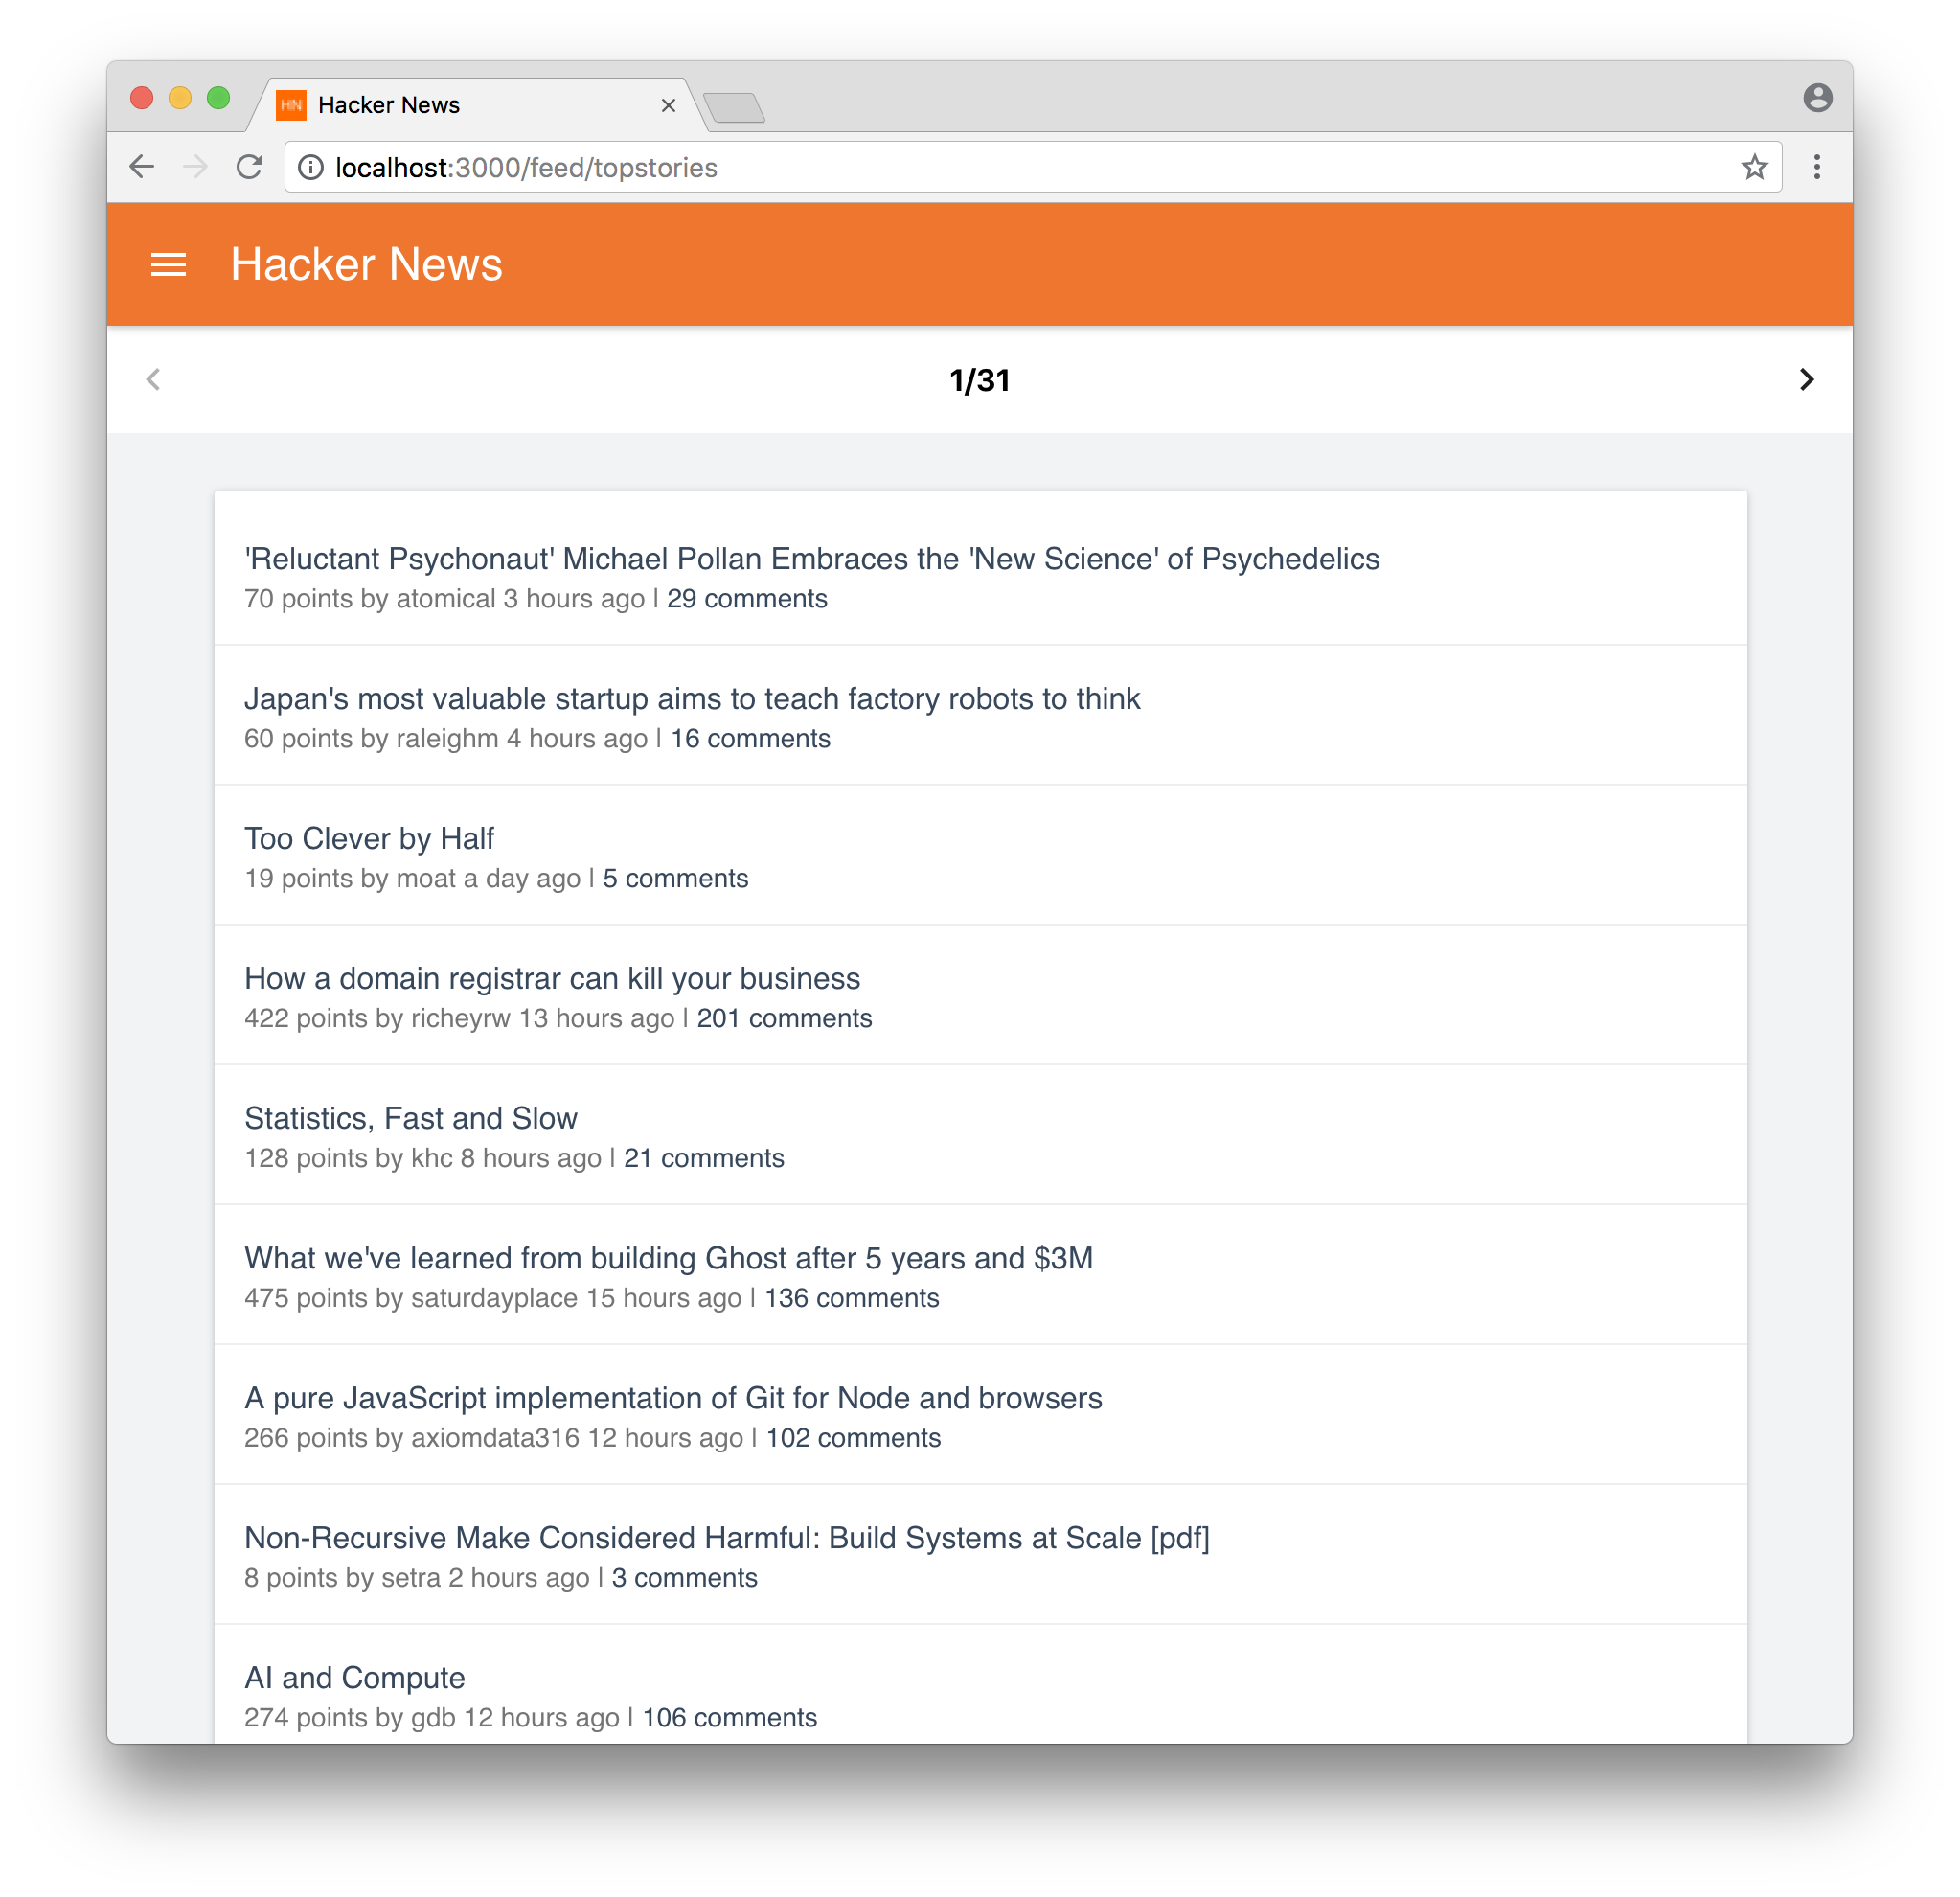 HN Hacker News
localhost:3000/feed/topstories
Hacker News
1/31
'Reluctant Psychonaut' Michael Pollan Embraces the 'New Science' of Psychedelics
70 points by atomical 3 hours ago | 29 comments
Japan's most valuable startup aims to teach factory robots to think
60 points by raleighm 4 hours ago | 16 comments
Too Clever by Half
19 points by moat a day ago | 5 comments
How a domain registrar can kill your business
422 points by richeyrw 13 hours ago | 201 comments
Statistics, Fast and Slow
128 points by khc 8 hours ago | 21 comments
What we've learned from building Ghost after 5 years and $3M
475 points by saturdayplace 15 hours ago | 136 comments
A pure JavaScript implementation of Git for Node and browsers
266 points by axiomdata316 12 hours ago | 102 comments
Non-Recursive Make Considered Harmful: Build Systems at Scale [pdf]
8 points by setra 2 hours ago | 3 comments
AI and Compute
274 points by gdb 12 hours ago | 106 comments